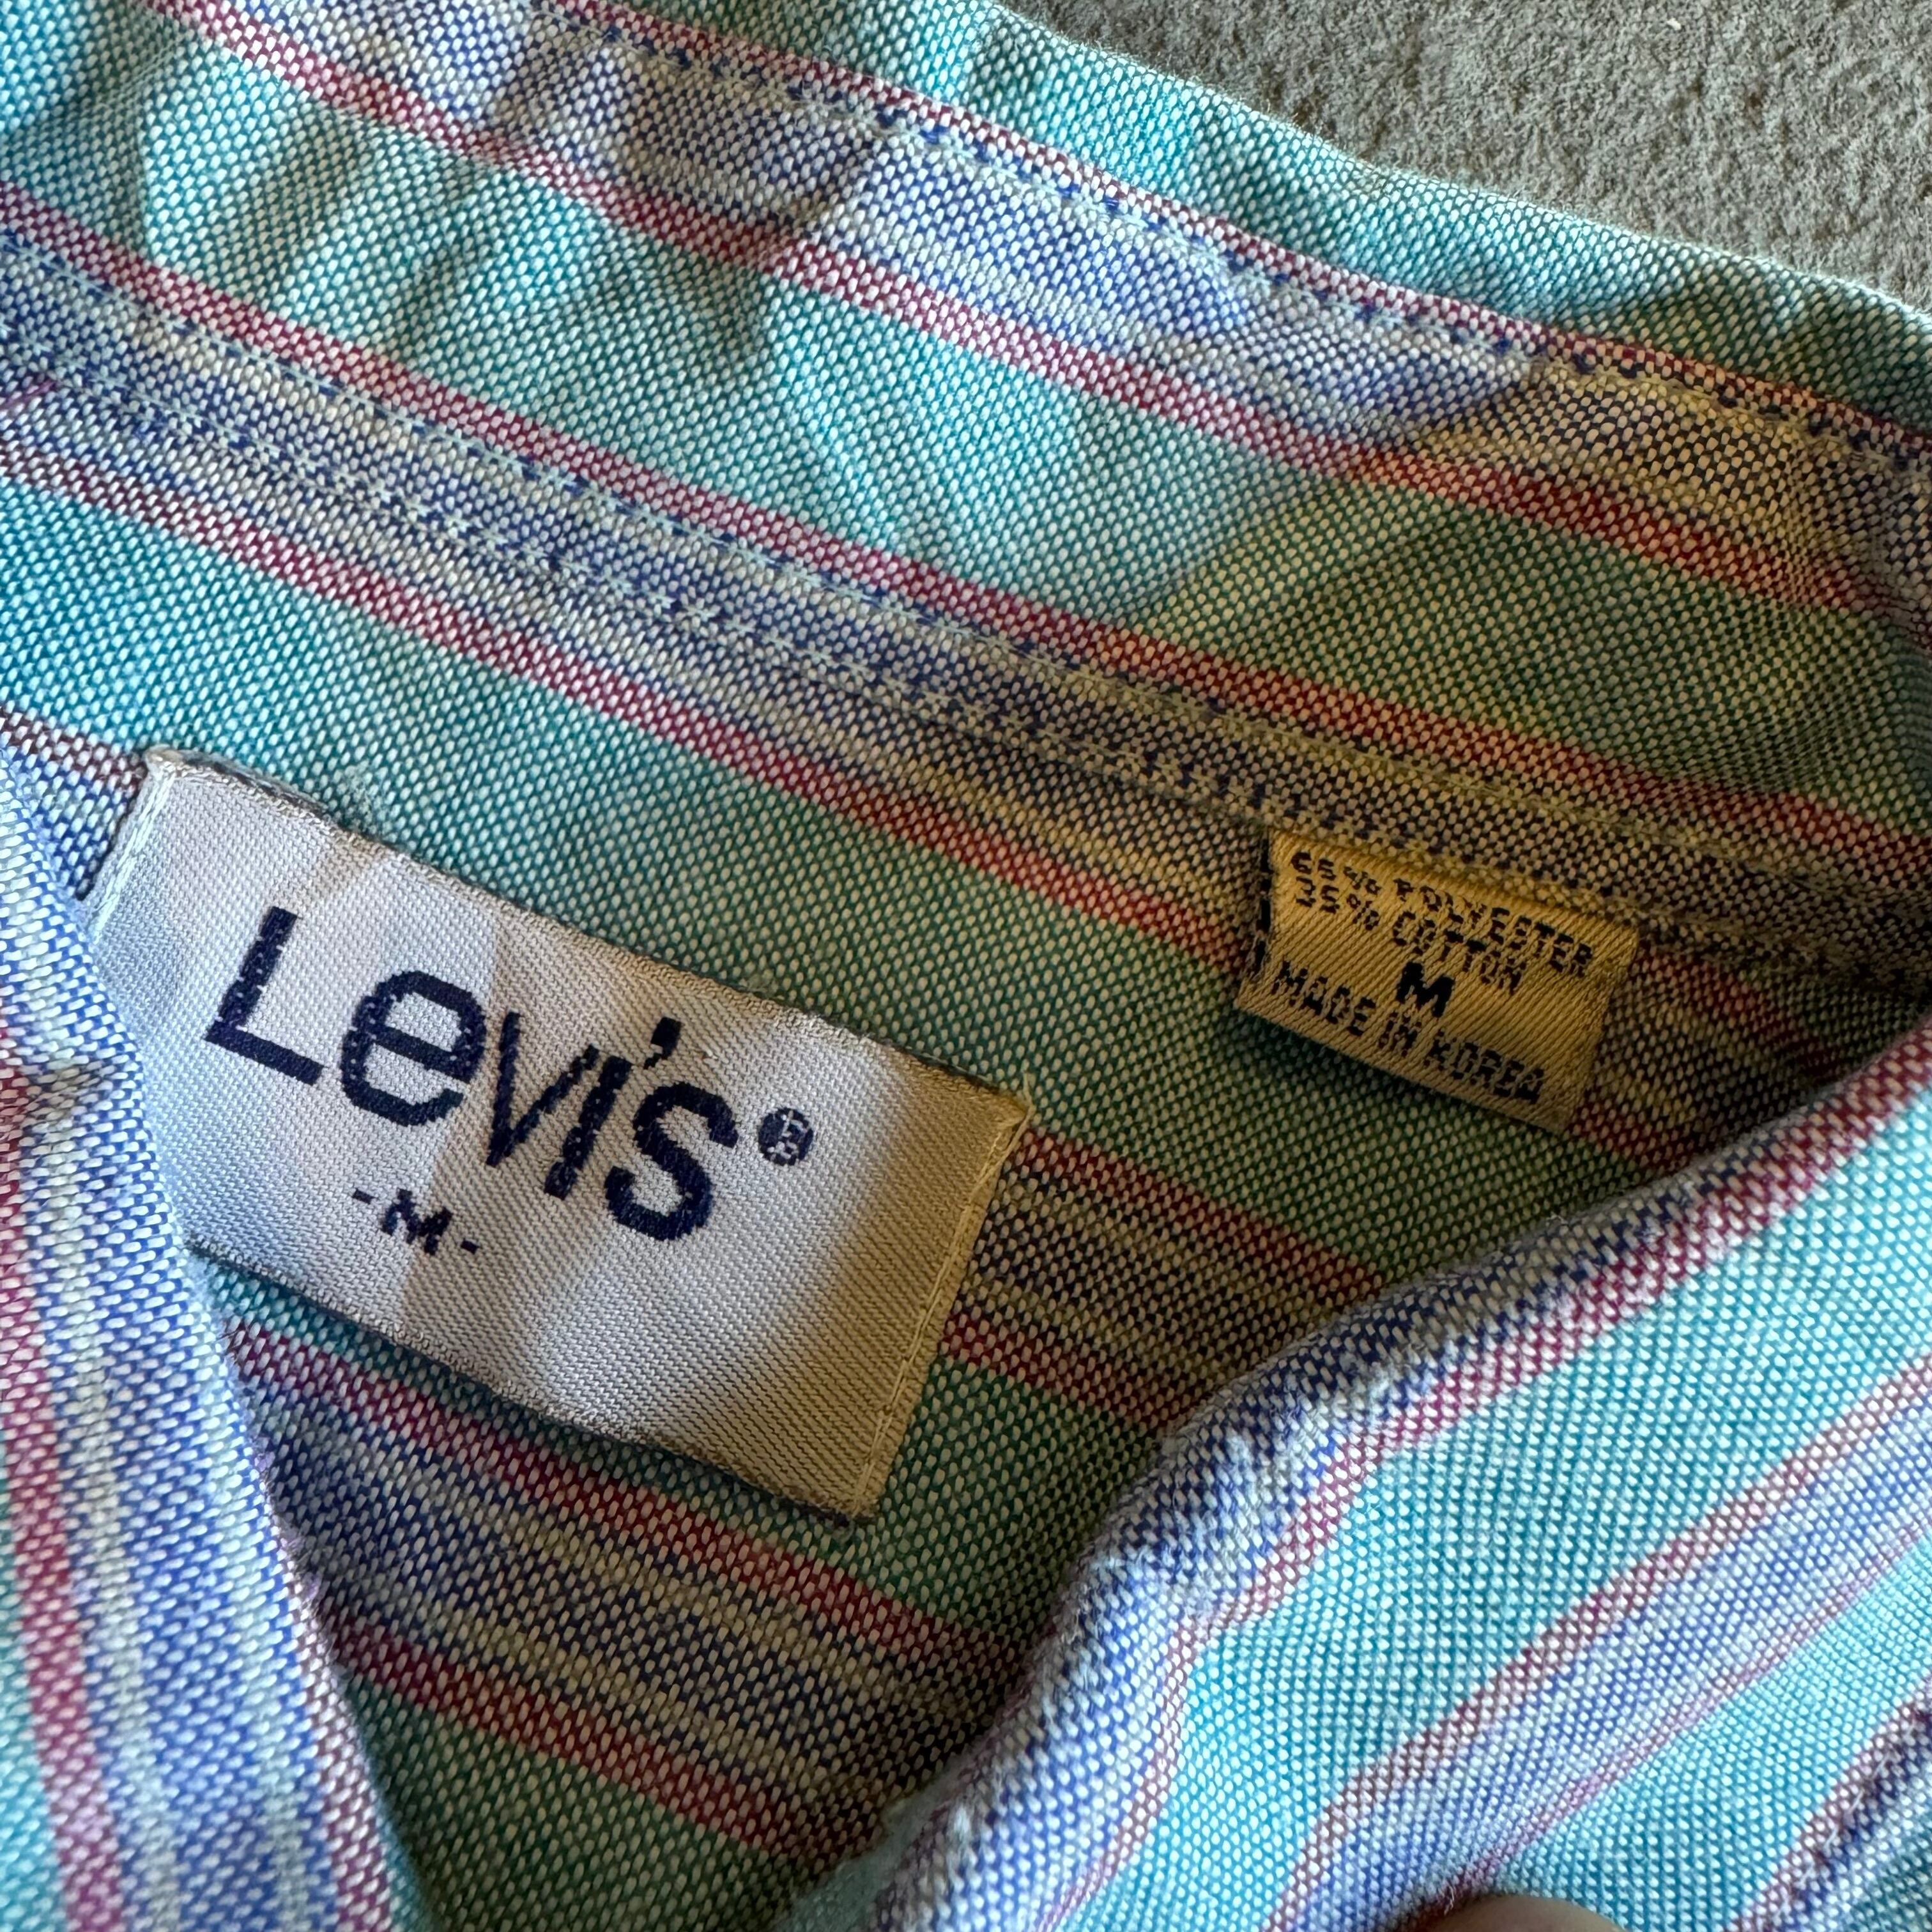 Levi's®
-M-
65% POLYESTER
35% COTTON
M
MADE IN KOREA